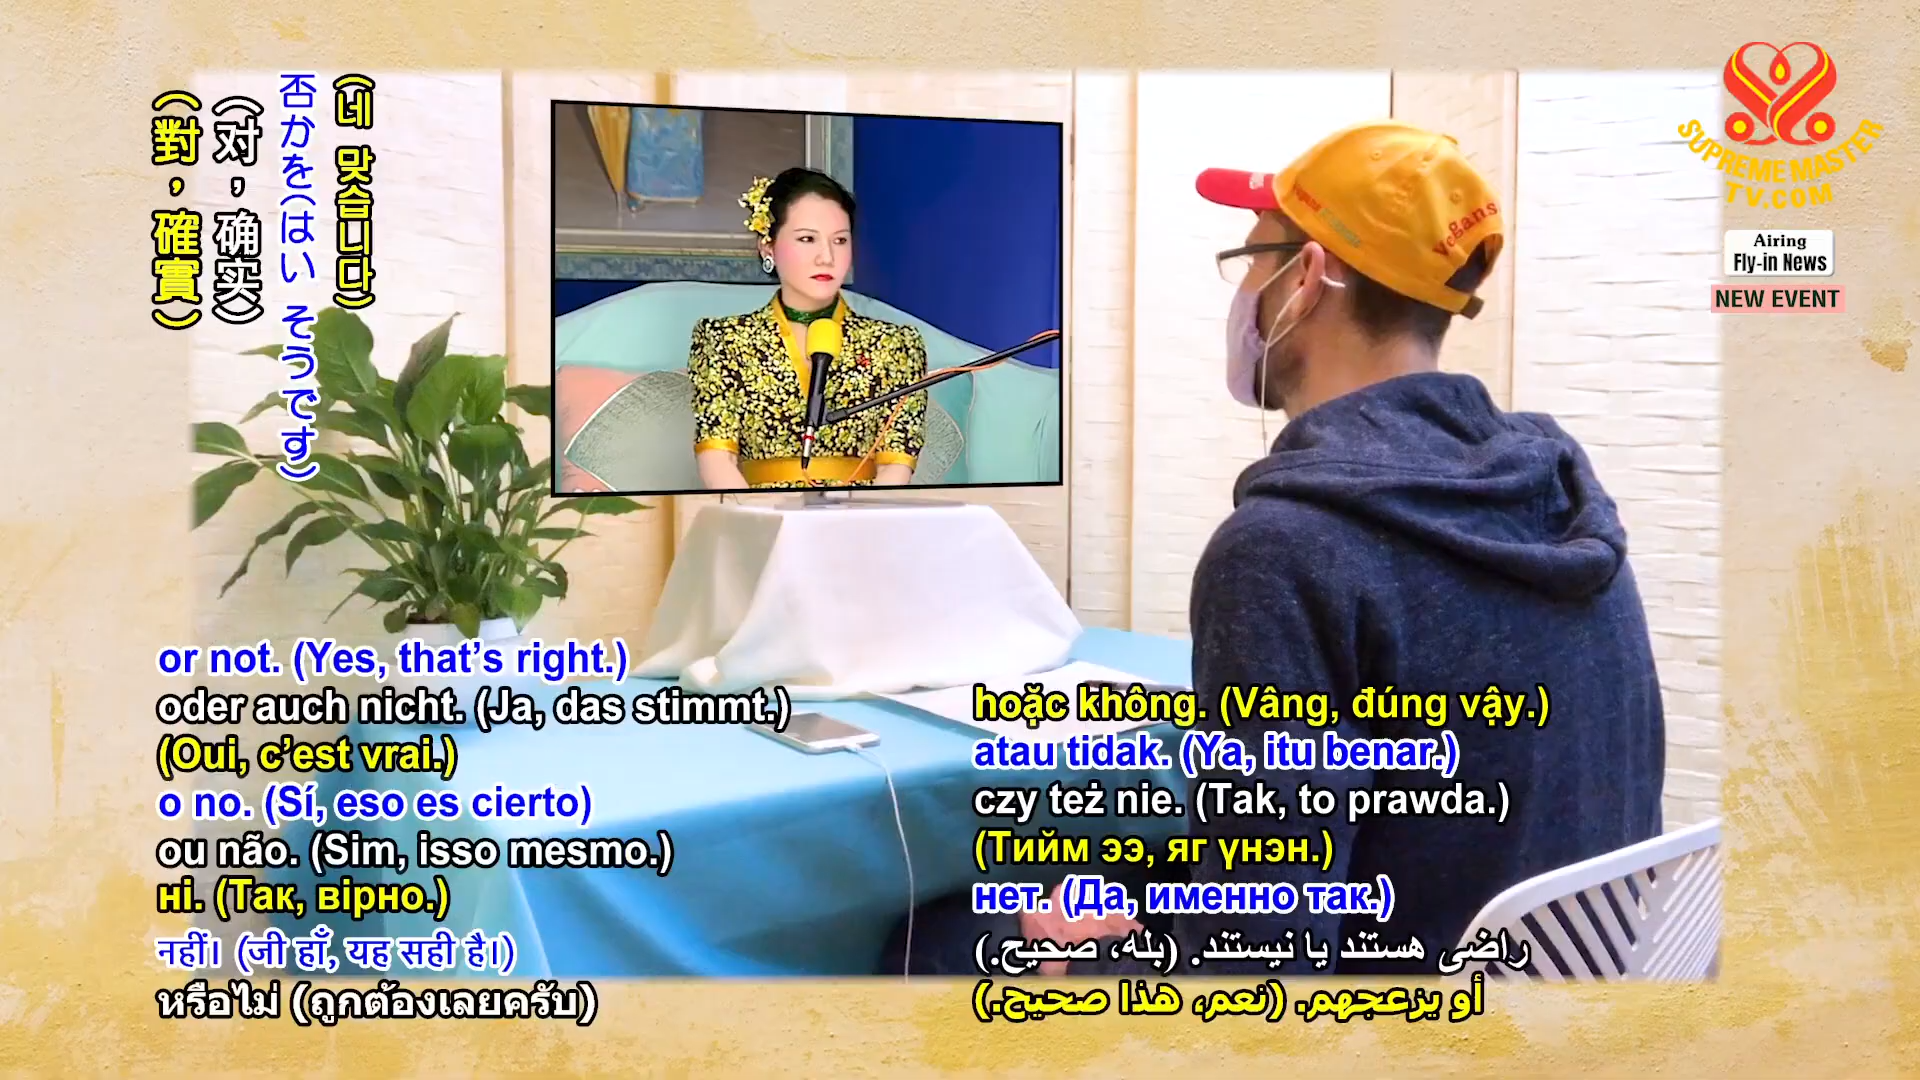 (네 맞습니다)
否かを(はい そうです)
(对，确实)
(對，確實)
SUPREME MASTER
TV.COM
Airing
Fly-in News
NEW EVENT
Vegans
or not. (Yes, that's right.)
oder auch nicht. (Ja, das stimmt.)
(Oui, c'est vrai.)
o no. (Sí, eso es cierto)
ou não. (Sim, isso mesmo.)
ні. (Так, вірно.)
नहीं। (जी हाँ, यह सही है।)
หรือไม่ (ถูกต้องเลยครับ)
hoặc không. (Vâng, đúng vậy.)
atau tidak. (Ya, itu benar.)
czy też nie. (Tak, to prawda.)
(Тийм ээ, яг үнэн.)
нет. (Да, именно так.)
راضی هستند یا نیستند. (بله، صحیح.)
أو يزعجهم. (نعم، هذا صحيح.)